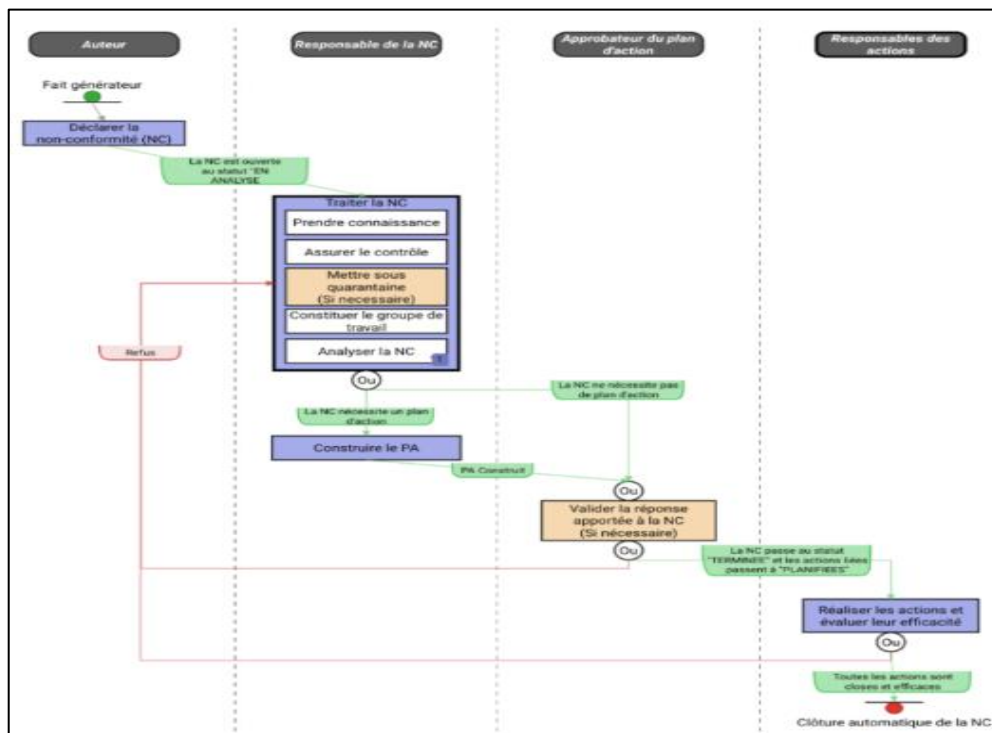 Auteur
Responsable de la NC
Approbateur du plan
d'action
Responsables des
actions
Fait générateur
Déclarer la
non-conformité (NC)
La NC est ouverte
au statut "EN
ANALYSE
Traiter la NC
Prendre connaissance
Assurer le contrôle
Mettre sous
quarantaine
(Si necessaire)
Constituer le groupe de
travail
Analyser la NC
Refus
Ou
La NC ne nécessite pas
de plan d'action
La NC nécessite un plan
d'action
Construire le PA
PA Construit
Ou
Valider la réponse
apportée à la NC
(Si nécessaire)
Ou
La NC passe au statut
"TERMINEE" et les actions liées
passent à "PLANIFIEES"
Réaliser les actions et
évaluer leur efficacité
Ou
Toutes les actions sont
closes et efficaces
Clôture automatique de la NC